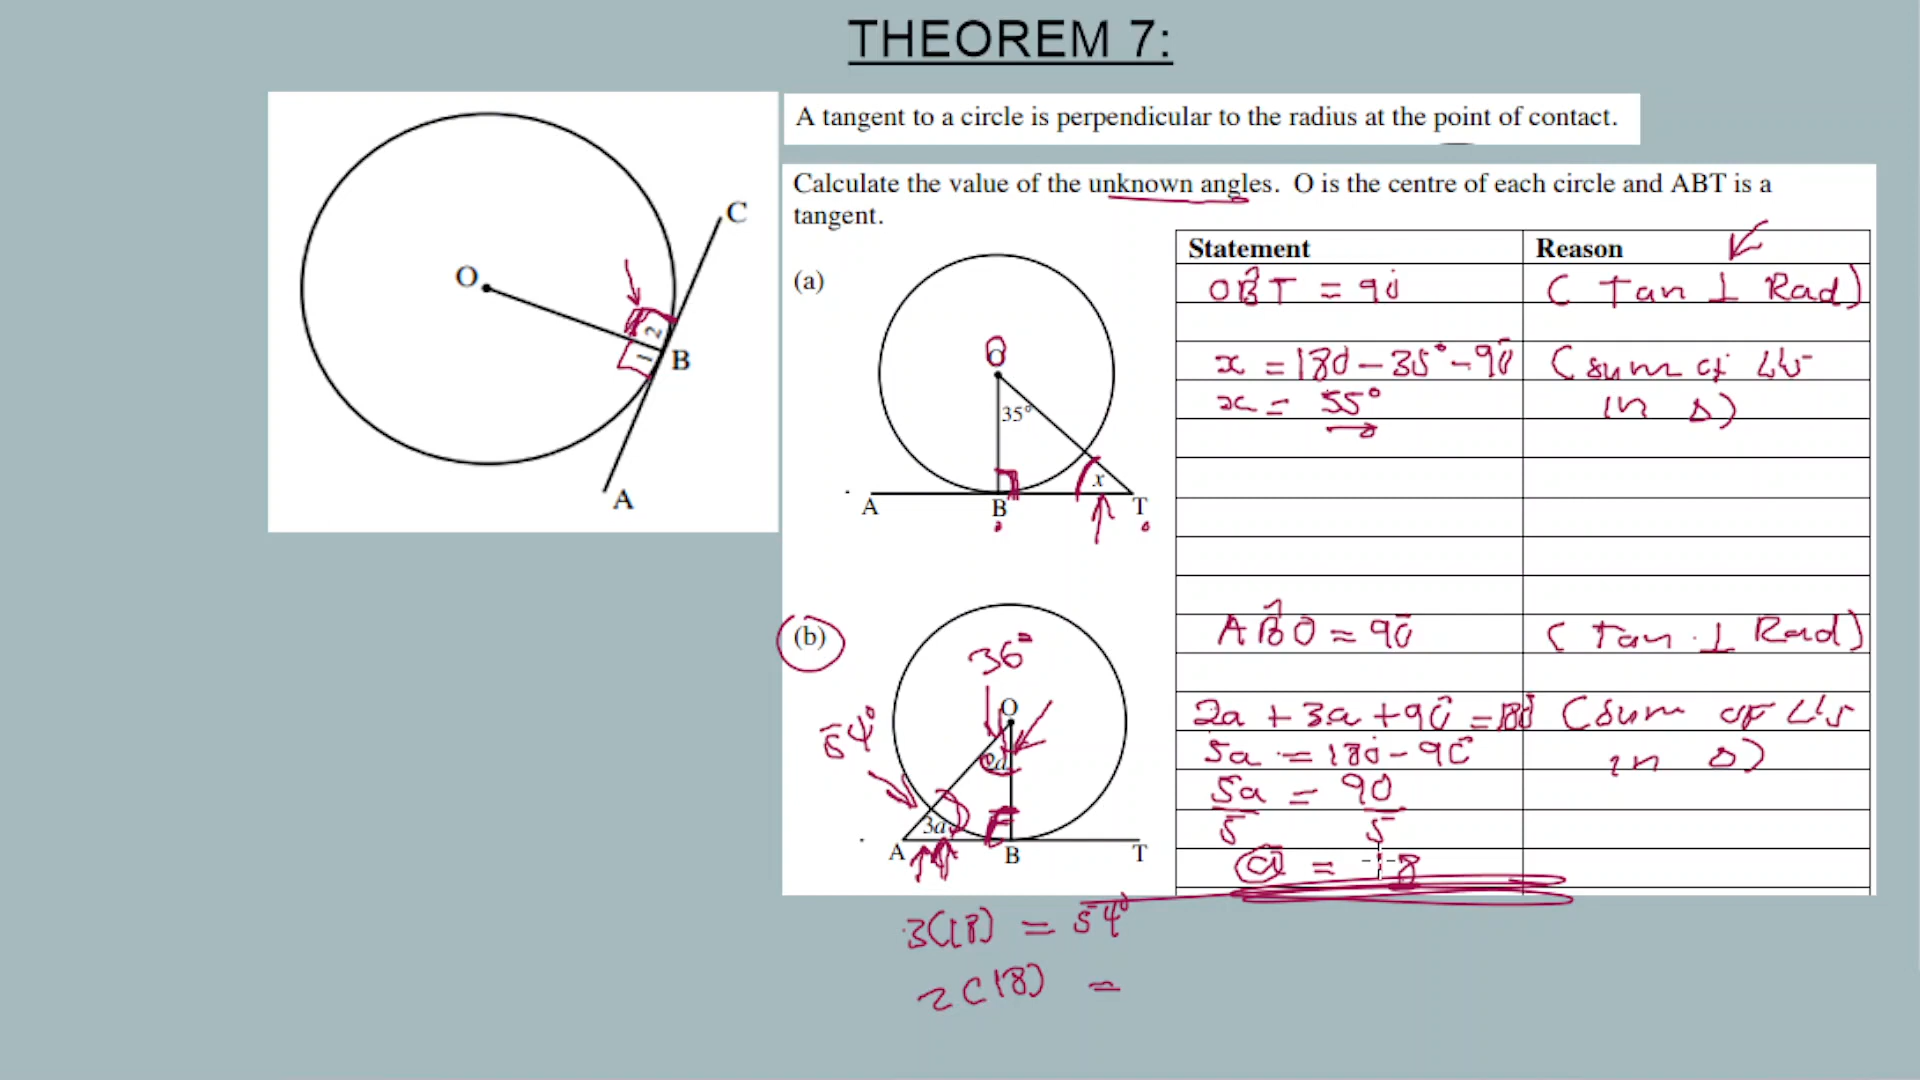 THEOREM 7:
A tangent to a circle is perpendicular to the radius at the point of contact.
O
C
2
1
B
A
Calculate the value of the unknown angles. O is the centre of each circle and ABT is a
tangent.
Statement
Reason
(a)
O
35°
x
A
B
T
OB̂T = 90°
( Tan ⊥ Rad)
x = 180 - 35° - 90°
(sum of ∠'s
x = 55°
in Δ)
(b)
36°
O
54°
2a
3a
A
B
T
AB̂O = 90°
( Tan ⊥ Rad)
2a + 3a + 90° = 180°
(sum of ∠'s
5a = 180° - 90°
in Δ)
5a = 90
5 5
a = 18
3(18) = 54°
2(18) =